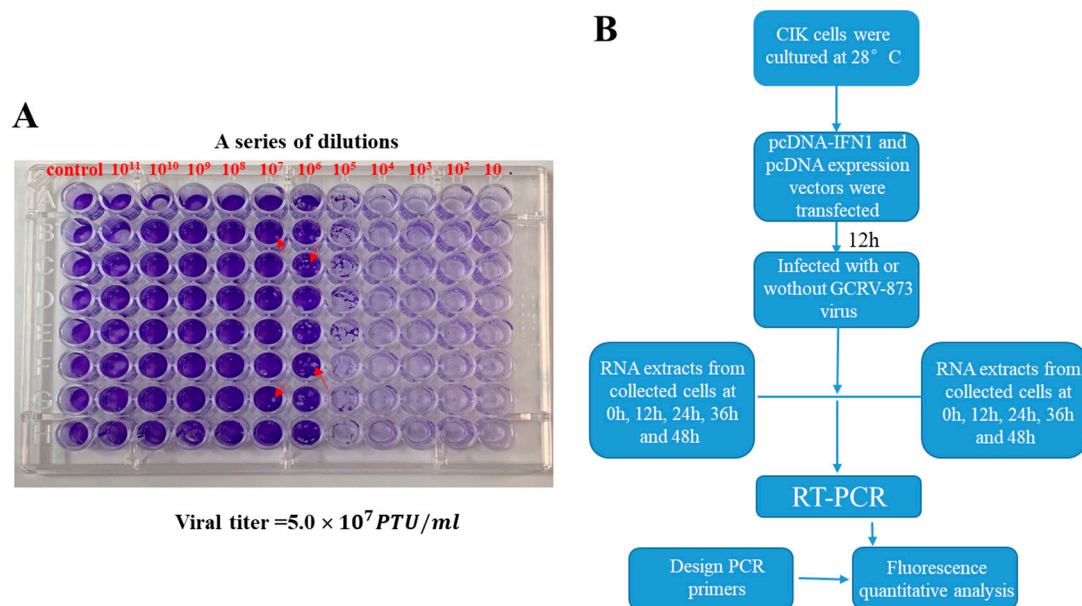 A
A series of dilutions
control 10¹¹ 10¹⁰ 10⁹ 10⁸ 10⁷ 10⁶ 10⁵ 10⁴ 10³ 10² 10
A
B
C
D
E
F
G
H
Viral titer =5.0 × 10⁷ PTU/ml
B
CIK cells were
cultured at 28° C
pcDNA-IFN1 and
pcDNA expression
vectors were
transfected
12h
Infected with or
wothout GCRV-873
virus
RNA extracts from
collected cells at
0h, 12h, 24h, 36h
and 48h
RNA extracts from
collected cells at
0h, 12h, 24h, 36h
and 48h
RT-PCR
Design PCR
primers
Fluorescence
quantitative analysis